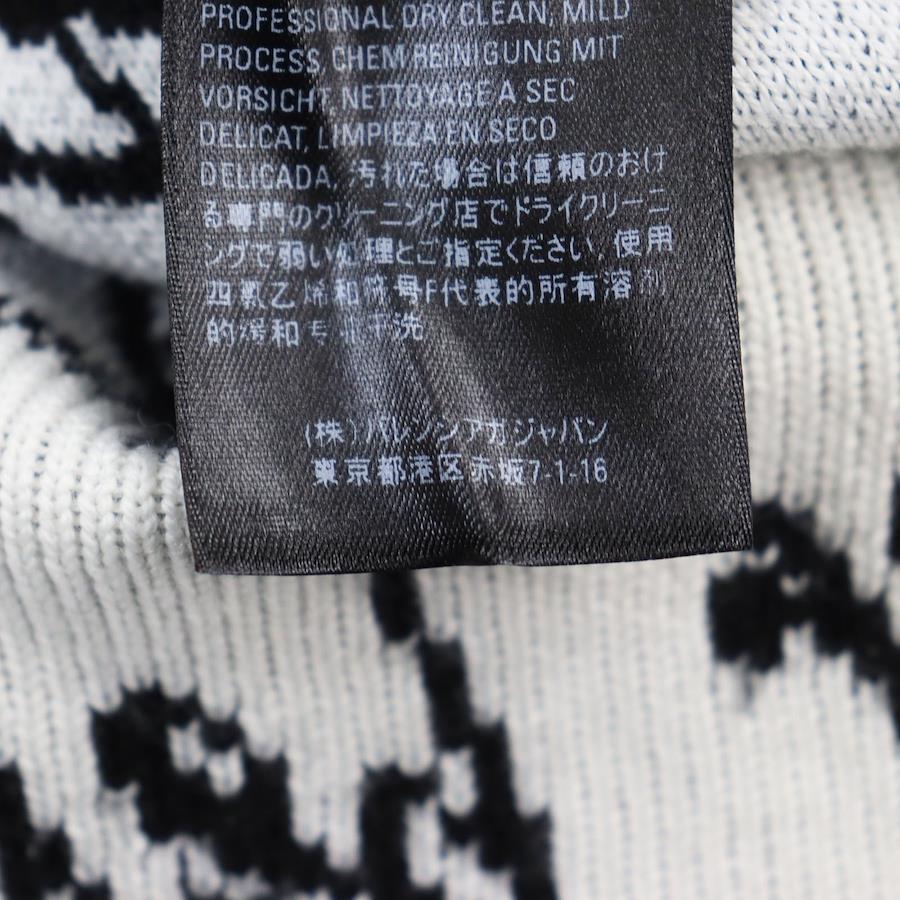 PROFESSIONAL DRY CLEAN, MILD
PROCESS, CHEM.REINIGUNG MIT
VORSICHT, NETTOYAGE A SEC
DELICAT, LIMPIEZA EN SECO
DELICADA, 汚れた場合は信頼のおけ
る専門のクリーニング店でドライクリーニ
ングで弱い処理とご指定ください, 使用
四氯乙烯和符号F代表的所有溶剂
的缓和专业干洗
(株)バレンシアガジャパン
東京都港区赤坂7-1-16